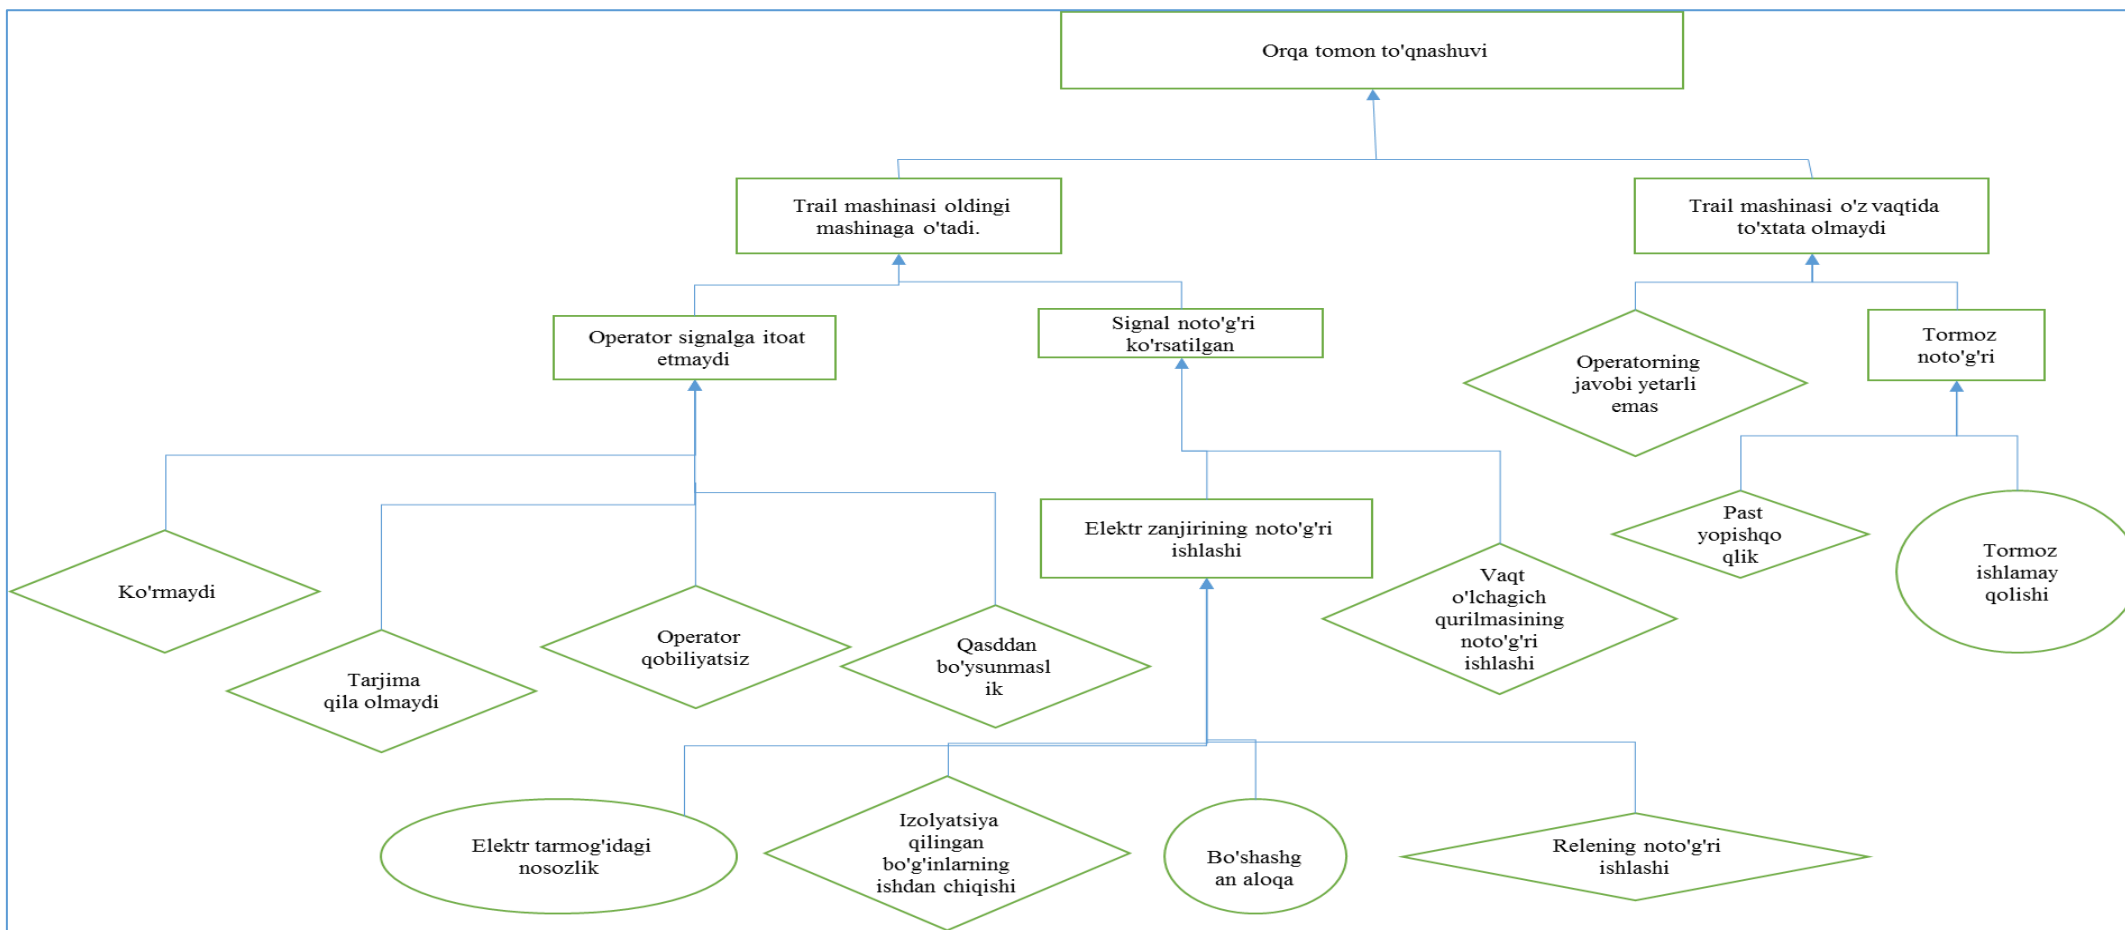 Orqa tomon to'qnashuvi
Trail mashinasi oldingi
mashinaga o'tadi.
Trail mashinasi o'z vaqtida
to'xtata olmaydi
Operator signalga itoat
etmaydi
Signal noto'g'ri
ko'rsatilgan
Operatorning
javobi yetarli
emas
Tormoz
noto'g'ri
Ko'rmaydi
Tarjima
qila olmaydi
Operator
qobiliyatsiz
Qasddan
bo'ysunmasl
ik
Elektr zanjirining noto'g'ri
ishlashi
Vaqt
o'lchagich
qurilmasining
noto'g'ri
ishlashi
Past
yopishqo
qlik
Tormoz
ishlamay
qolishi
Elektr tarmog'idagi
nosozlik
Izolyatsiya
qilingan
bo'g'inlarning
ishdan chiqishi
Bo'shashg
an aloqa
Relening noto'g'ri
ishlashi